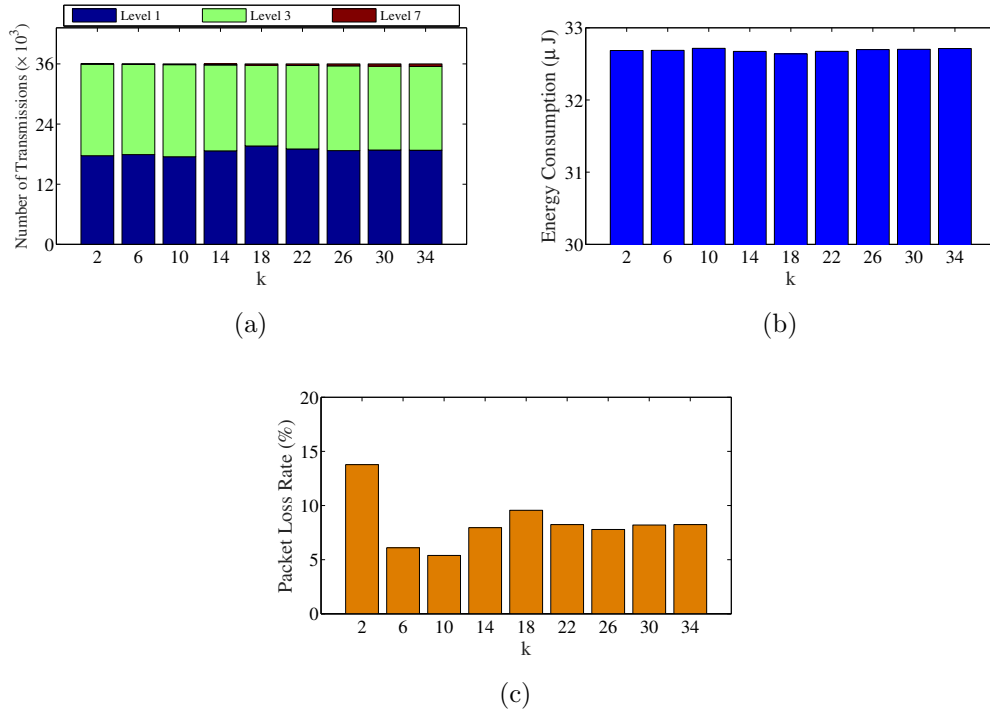 Level 1 Level 3 Level 7
Number of Transmissions (× 10³)
36
24
12
0
2 6 10 14 18 22 26 30 34
k
(a)
Energy Consumption (μ J)
33
32
31
30
2 6 10 14 18 22 26 30 34
k
(b)
Packet Loss Rate (%)
20
15
10
5
0
2 6 10 14 18 22 26 30 34
k
(c)